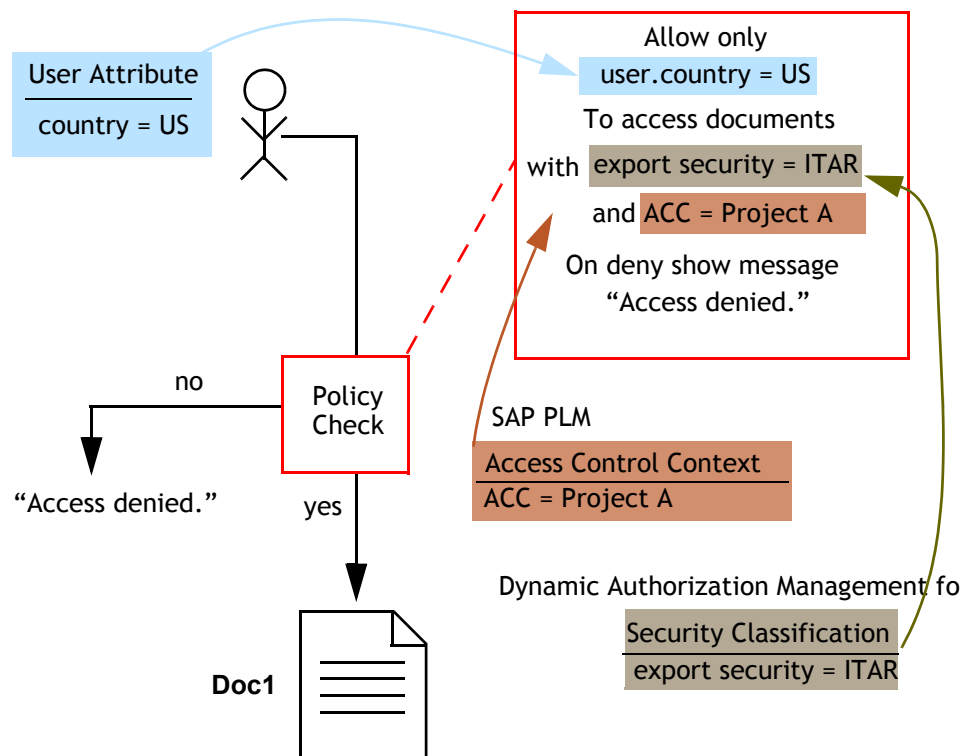 User Attribute
country = US
Allow only
user.country = US
To access documents
with export security = ITAR
and ACC = Project A
On deny show message
“Access denied.”
no
Policy
Check
“Access denied.”
yes
SAP PLM
Access Control Context
ACC = Project A
Dynamic Authorization Management fo
Security Classification
export security = ITAR
Doc1